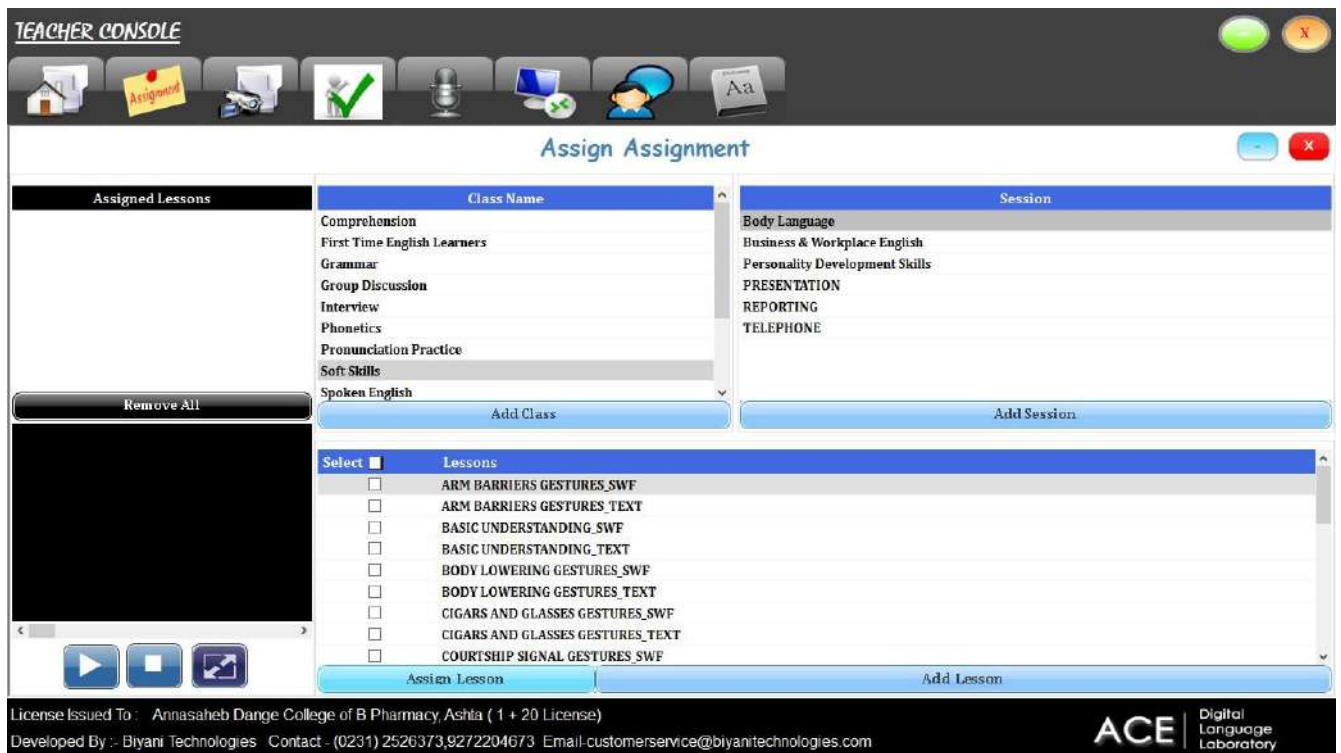 TEACHER CONSOLE
X
Assignment
Aa
Assign Assignment
-
X
Assigned Lessons
Remove All
Class Name
Comprehension
First Time English Learners
Grammar
Group Discussion
Interview
Phonetics
Pronunciation Practice
Soft Skills
Spoken English
Add Class
Session
Body Language
Business & Workplace English
Personality Development Skills
PRESENTATION
REPORTING
TELEPHONE
Add Session
Select Lessons
ARM BARRIERS GESTURES_SWF
ARM BARRIERS GESTURES_TEXT
BASIC UNDERSTANDING_SWF
BASIC UNDERSTANDING_TEXT
BODY LOWERING GESTURES_SWF
BODY LOWERING GESTURES_TEXT
CIGARS AND GLASSES GESTURES_SWF
CIGARS AND GLASSES GESTURES_TEXT
COURTSHIP SIGNAL GESTURES_SWF
Assign Lesson
Add Lesson
License Issued To : Annasaheb Dange College of B Pharmacy, Ashta ( 1 + 20 License)
Developed By :- Biyani Technologies Contact - (0231) 2526373,9272204673 Email-customerservice@biyanitechnologies.com
ACE
Digital
Language
Laboratory